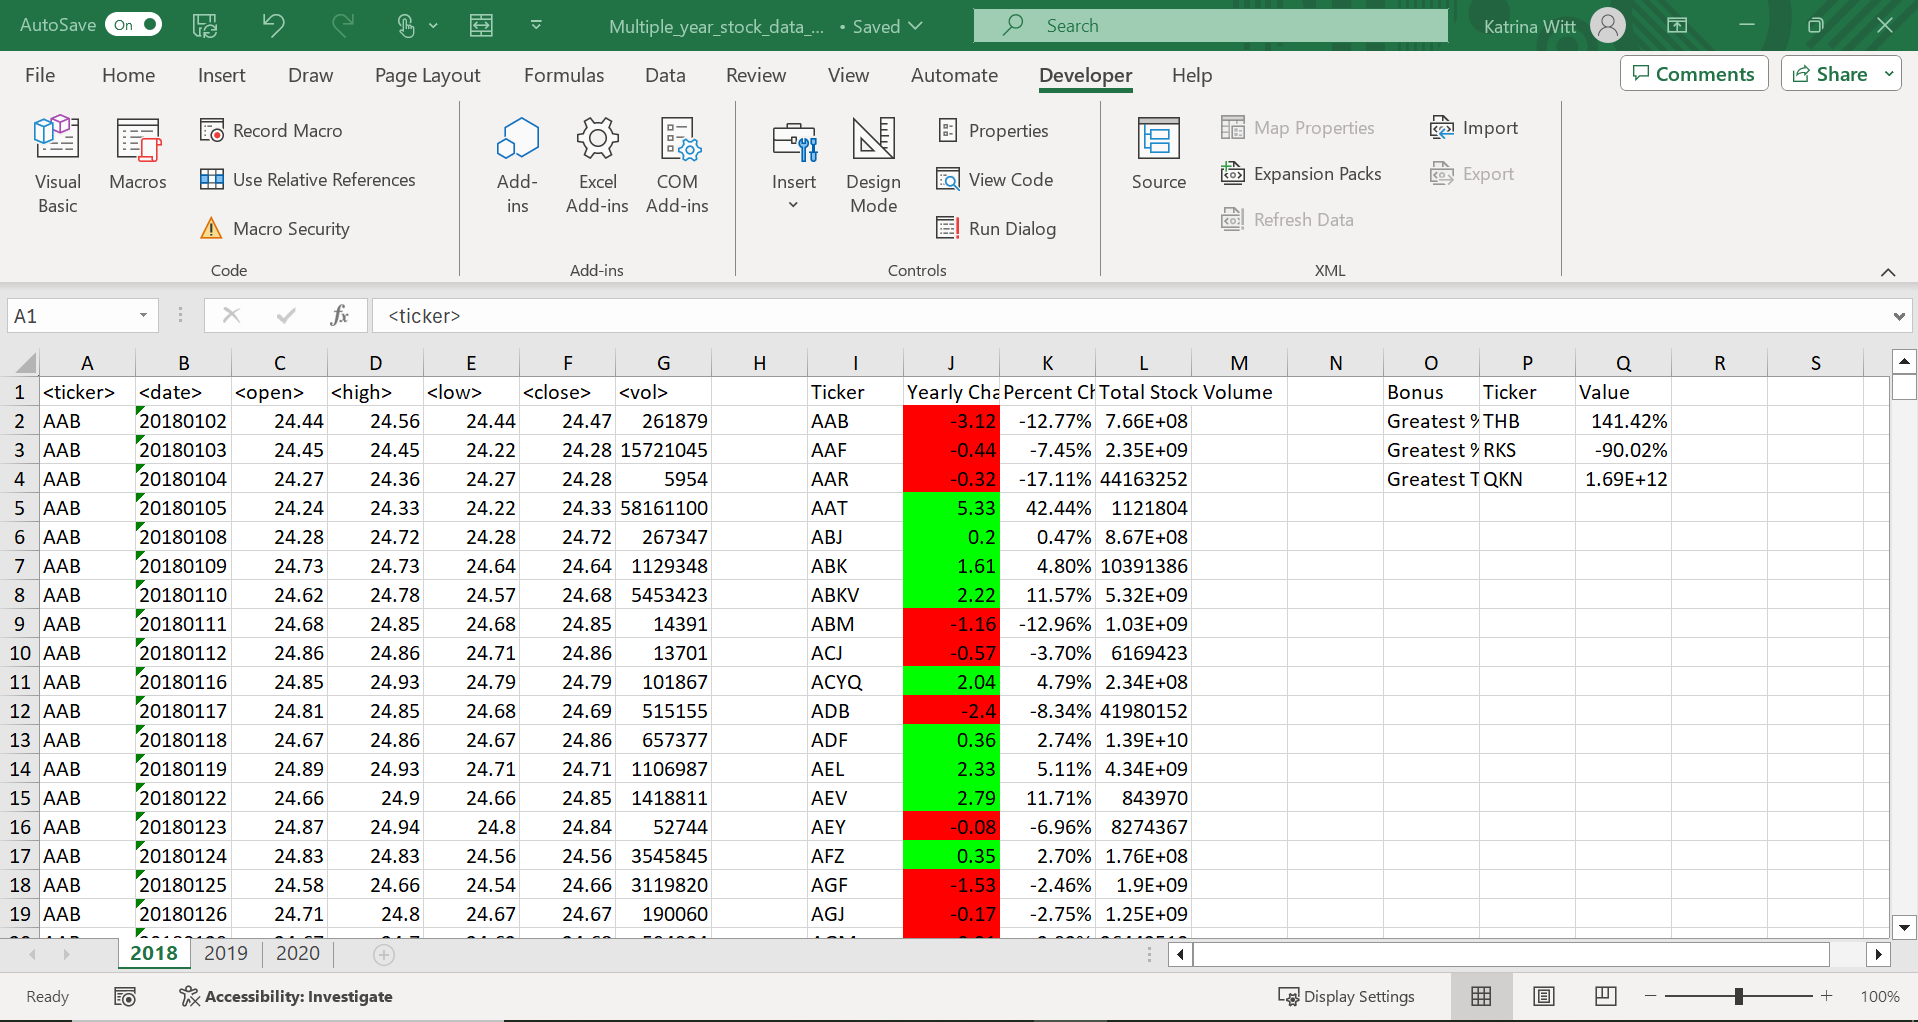 AutoSave On Multiple_year_stock_data_... • Saved Search Katrina Witt
File Home Insert Draw Page Layout Formulas Data Review View Automate Developer Help Comments Share
Visual Basic
Macros
Record Macro
Use Relative References
Macro Security
Code
Add-ins
Excel Add-ins
COM Add-ins
Add-ins
Insert
Design Mode
Properties
View Code
Run Dialog
Controls
Source
Map Properties
Expansion Packs
Refresh Data
Import
Export
XML
A1 fx <ticker>
A B C D E F G H I J K L M N O P Q R S
1 <ticker> <date> <open> <high> <low> <close> <vol> Ticker Yearly Cha Percent Ch Total Stock Volume Bonus Ticker Value
2 AAB 20180102 24.44 24.56 24.44 24.47 261879 AAB -3.12 -12.77% 7.66E+08 Greatest % THB 141.42%
3 AAB 20180103 24.45 24.45 24.22 24.28 15721045 AAF -0.44 -7.45% 2.35E+09 Greatest % RKS -90.02%
4 AAB 20180104 24.27 24.36 24.27 24.28 5954 AAR -0.32 -17.11% 44163252 Greatest T QKN 1.69E+12
5 AAB 20180105 24.24 24.33 24.22 24.33 58161100 AAT 5.33 42.44% 1121804
6 AAB 20180108 24.28 24.72 24.28 24.72 267347 ABJ 0.2 0.47% 8.67E+08
7 AAB 20180109 24.73 24.73 24.64 24.64 1129348 ABK 1.61 4.80% 10391386
8 AAB 20180110 24.62 24.78 24.57 24.68 5453423 ABKV 2.22 11.57% 5.32E+09
9 AAB 20180111 24.68 24.85 24.68 24.85 14391 ABM -1.16 -12.96% 1.03E+09
10 AAB 20180112 24.86 24.86 24.71 24.86 13701 ACJ -0.57 -3.70% 6169423
11 AAB 20180116 24.85 24.93 24.79 24.79 101867 ACYQ 2.04 4.79% 2.34E+08
12 AAB 20180117 24.81 24.85 24.68 24.69 515155 ADB -2.4 -8.34% 41980152
13 AAB 20180118 24.67 24.86 24.67 24.86 657377 ADF 0.36 2.74% 1.39E+10
14 AAB 20180119 24.89 24.93 24.71 24.71 1106987 AEL 2.33 5.11% 4.34E+09
15 AAB 20180122 24.66 24.9 24.66 24.85 1418811 AEV 2.79 11.71% 843970
16 AAB 20180123 24.87 24.94 24.8 24.84 52744 AEY -0.08 -6.96% 8274367
17 AAB 20180124 24.83 24.83 24.56 24.56 3545845 AFZ 0.35 2.70% 1.76E+08
18 AAB 20180125 24.58 24.66 24.54 24.66 3119820 AGF -1.53 -2.46% 1.9E+09
19 AAB 20180126 24.71 24.8 24.67 24.67 190060 AGJ -0.17 -2.75% 1.25E+09
2018 2019 2020
Ready Accessibility: Investigate Display Settings 100%